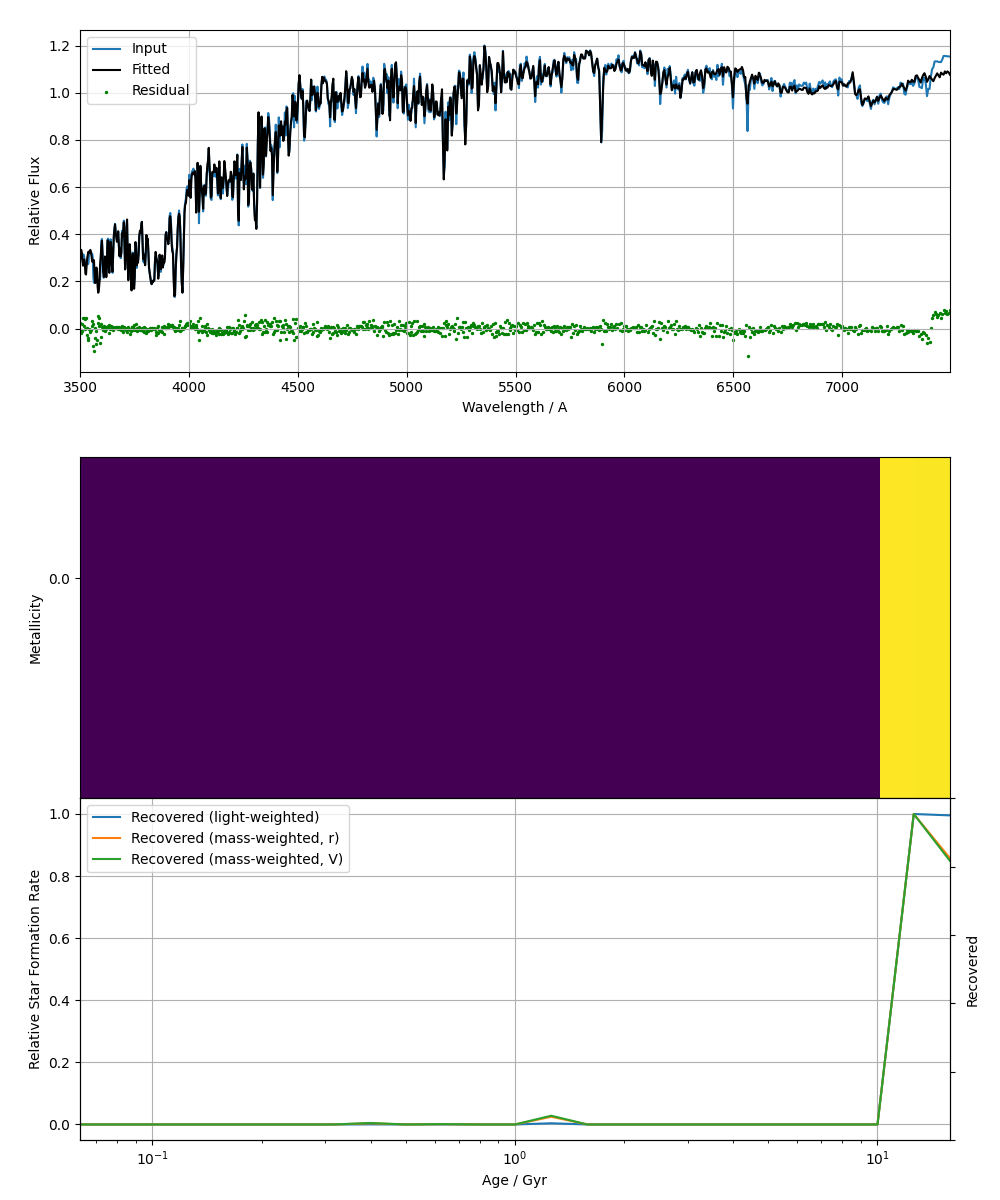 Input
Fitted
Residual
1.2
1.0
0.8
0.6
0.4
0.2
0.0
Relative Flux
3500 4000 4500 5000 5500 6000 6500 7000
Wavelength / A
0.0
Metallicity
Recovered (light-weighted)
Recovered (mass-weighted, r)
Recovered (mass-weighted, V)
1.0
0.8
0.6
0.4
0.2
0.0
Relative Star Formation Rate
Recovered
10⁻¹ 10⁰ 10¹
Age / Gyr